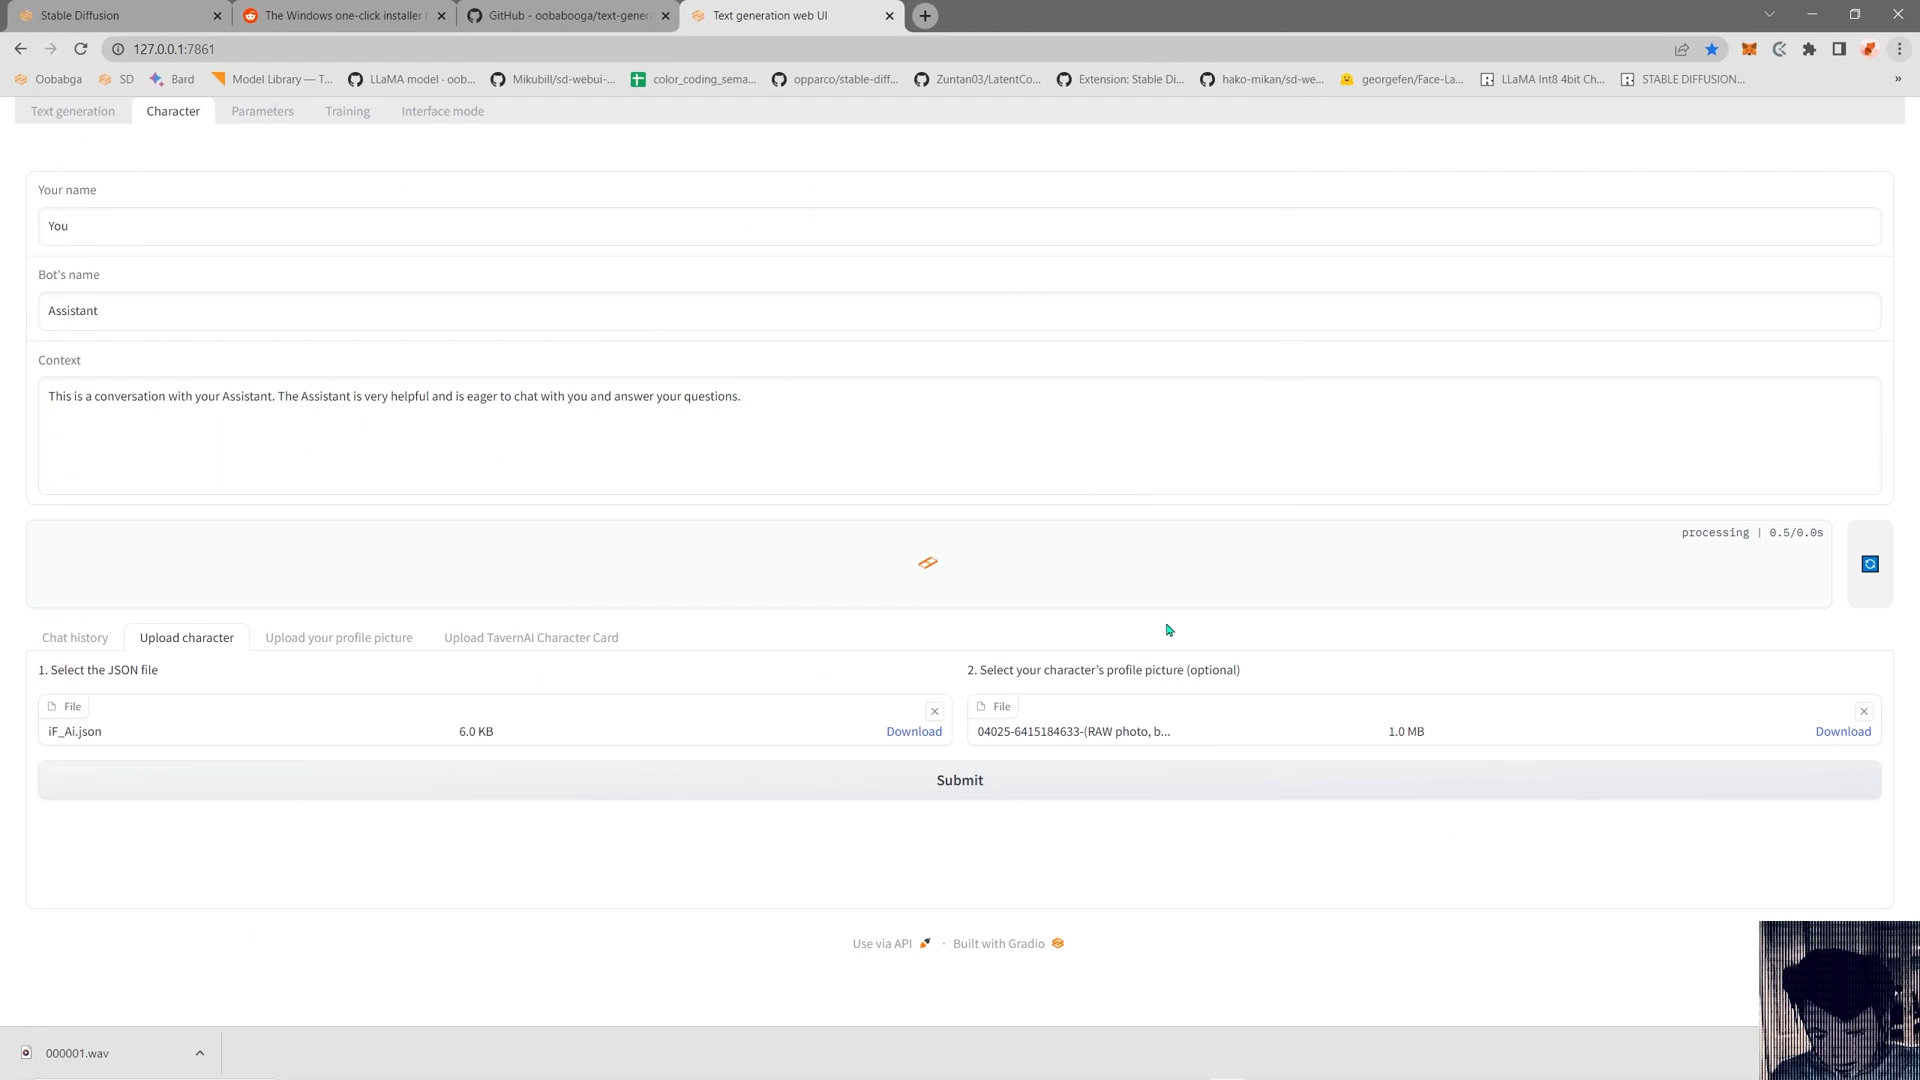 Stable Diffusion
The Windows one-click installer
GitHub - oobabooga/text-gener
Text generation web UI
127.0.0.1:7861
Oobabga
SD
Bard
Model Library — T...
LLaMA model · oob...
Mikubill/sd-webui-...
color_coding_sema...
opparco/stable-diff...
Zuntan03/LatentCo...
Extension: Stable Di...
hako-mikan/sd-we...
georgefen/Face-La...
LLaMA Int8 4bit Ch...
STABLE DIFFUSION...
»
Text generation
Character
Parameters
Training
Interface mode
Your name
You
Bot's name
Assistant
Context
This is a conversation with your Assistant. The Assistant is very helpful and is eager to chat with you and answer your questions.
processing | 0.5/0.0s
Chat history
Upload character
Upload your profile picture
Upload TavernAI Character Card
1. Select the JSON file
2. Select your character’s profile picture (optional)
File
File
iF_Ai.json 6.0 KB Download
04025-6415184633-(RAW photo, b... 1.0 MB Download
Submit
Use via API · Built with Gradio
000001.wav